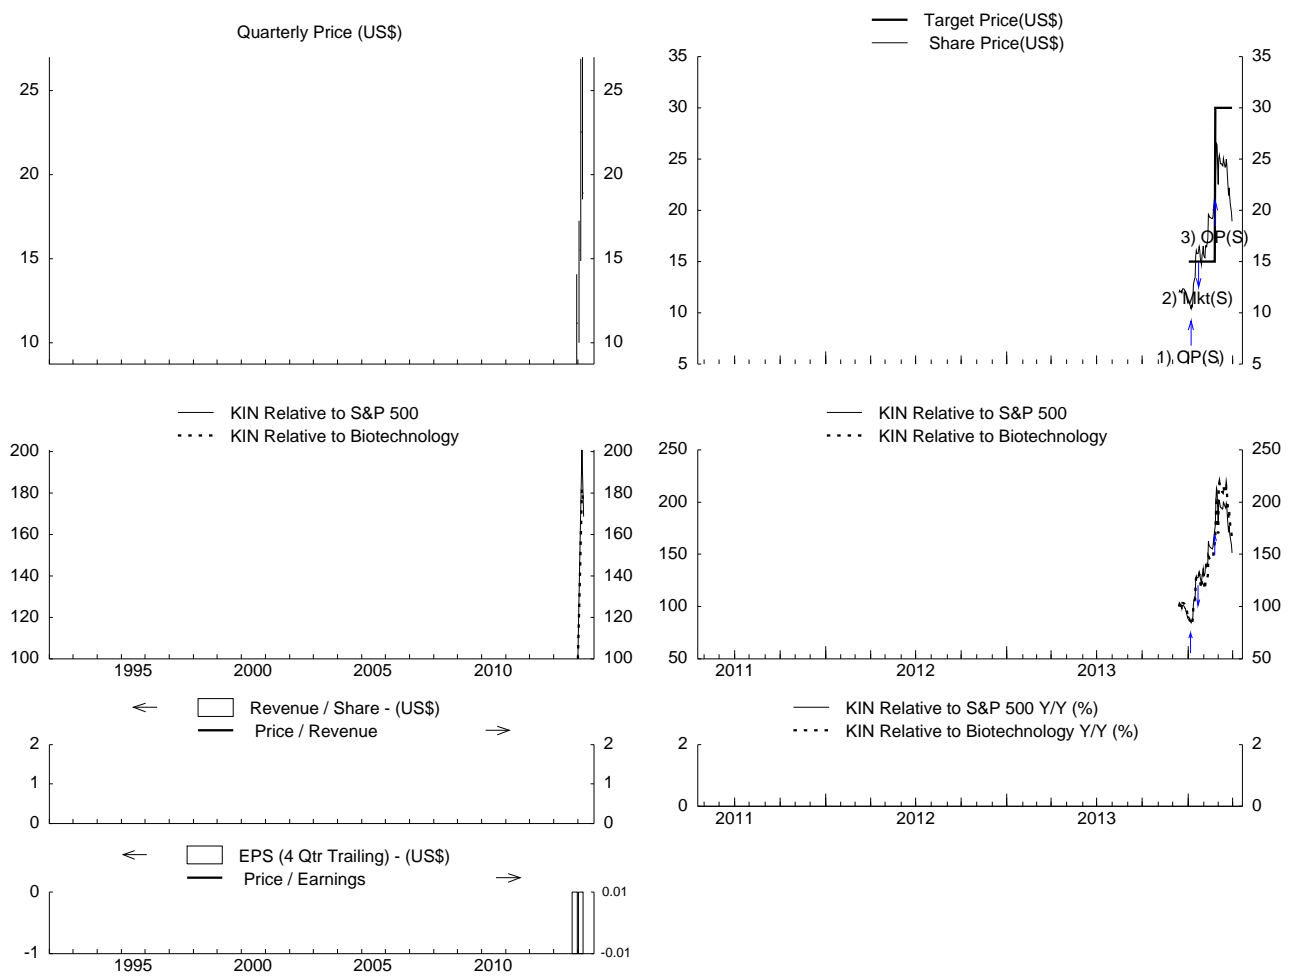 Quarterly Price (US$)
25 25
20 20
15 15
10 10
Target Price(US$)
Share Price(US$)
35 35
30 30
25 25
20 20
3) OP(S)
15 15
2) Mkt(S)
10 10
1) OP(S)
5 5
KIN Relative to S&P 500
KIN Relative to Biotechnology
200 200
180 180
160 160
140 140
120 120
100 100
1995 2000 2005 2010
KIN Relative to S&P 500
KIN Relative to Biotechnology
250 250
200 200
150 150
100 100
50 50
2011 2012 2013
Revenue / Share - (US$)
Price / Revenue
2 2
1 1
0 0
KIN Relative to S&P 500 Y/Y (%)
KIN Relative to Biotechnology Y/Y (%)
2 2
0 0
2011 2012 2013
EPS (4 Qtr Trailing) - (US$)
Price / Earnings
0 0.01
-1 -0.01
1995 2000 2005 2010